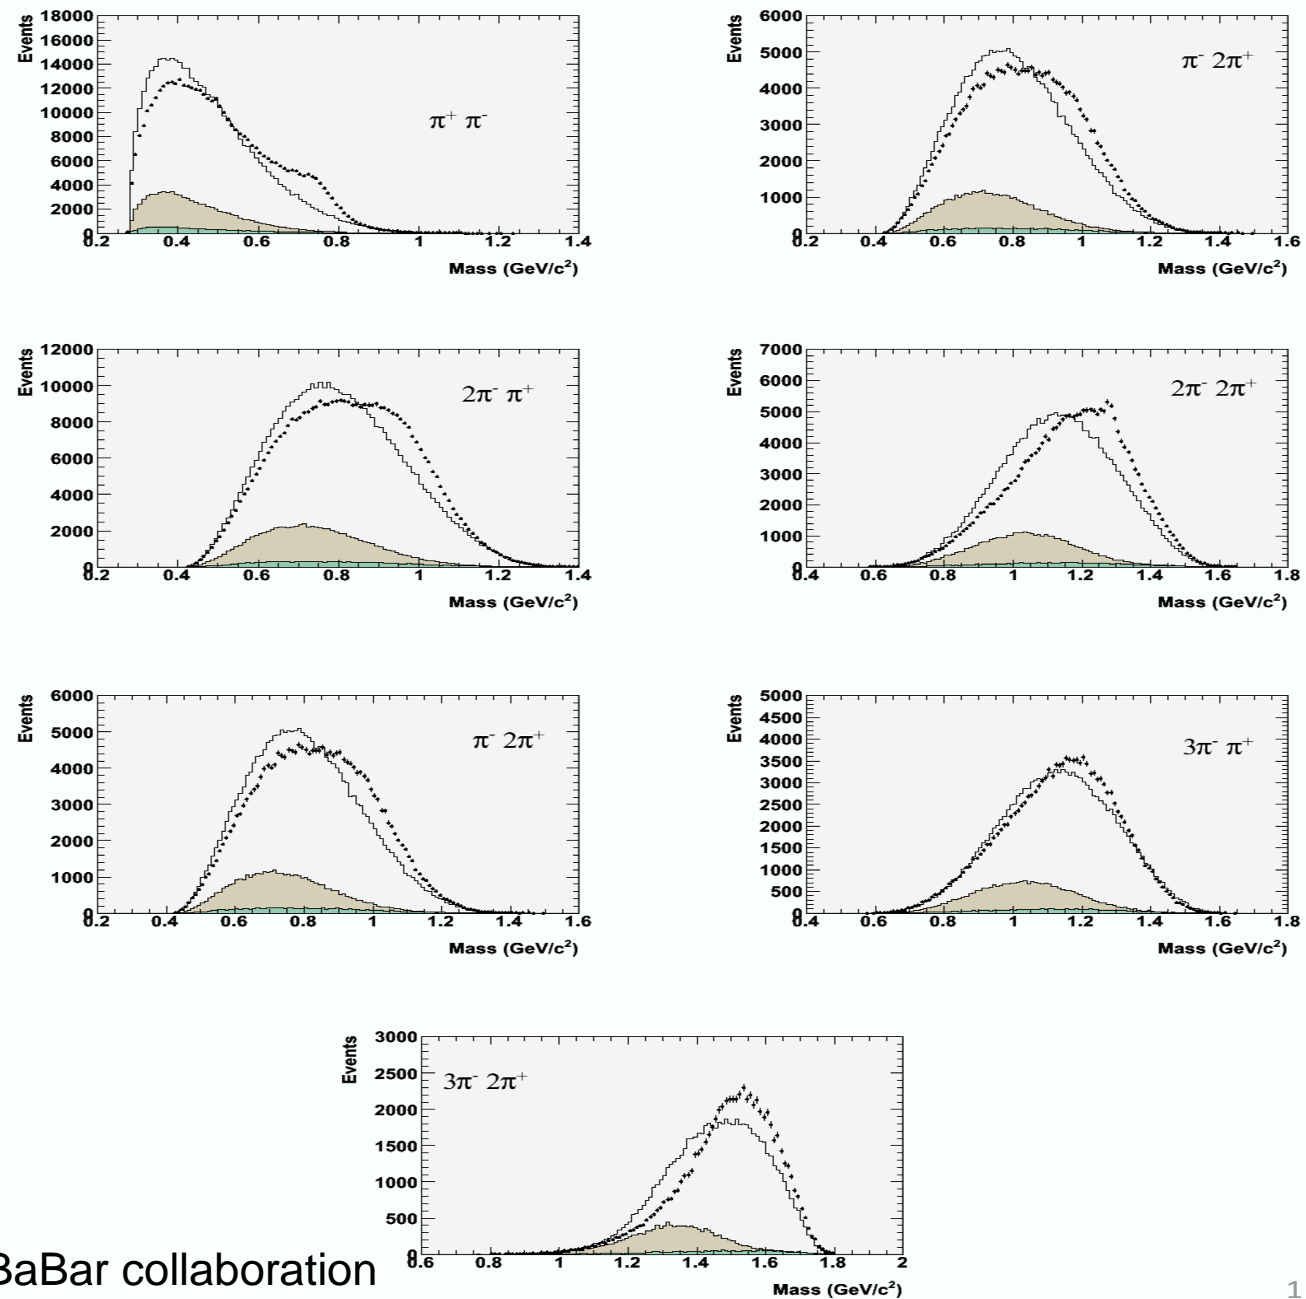 Events
18000
16000
14000
12000
10000
8000
6000
4000
2000
0
0.2 0.4 0.6 0.8 1 1.2 1.4
Mass (GeV/c²)
π⁺ π⁻
Events
6000
5000
4000
3000
2000
1000
0
0.2 0.4 0.6 0.8 1 1.2 1.4 1.6
Mass (GeV/c²)
π⁻ 2π⁺
Events
12000
10000
8000
6000
4000
2000
0
0.2 0.4 0.6 0.8 1 1.2 1.4
Mass (GeV/c²)
2π⁻ π⁺
Events
7000
6000
5000
4000
3000
2000
1000
0
0.4 0.6 0.8 1 1.2 1.4 1.6 1.8
Mass (GeV/c²)
2π⁻ 2π⁺
Events
6000
5000
4000
3000
2000
1000
0
0.2 0.4 0.6 0.8 1 1.2 1.4 1.6
Mass (GeV/c²)
π⁻ 2π⁺
Events
5000
4500
4000
3500
3000
2500
2000
1500
1000
500
0
0.4 0.6 0.8 1 1.2 1.4 1.6 1.8
Mass (GeV/c²)
3π⁻ π⁺
Events
3000
2500
2000
1500
1000
500
0
0.6 0.8 1 1.2 1.4 1.6 1.8 2
Mass (GeV/c²)
3π⁻ 2π⁺
BaBar collaboration
1